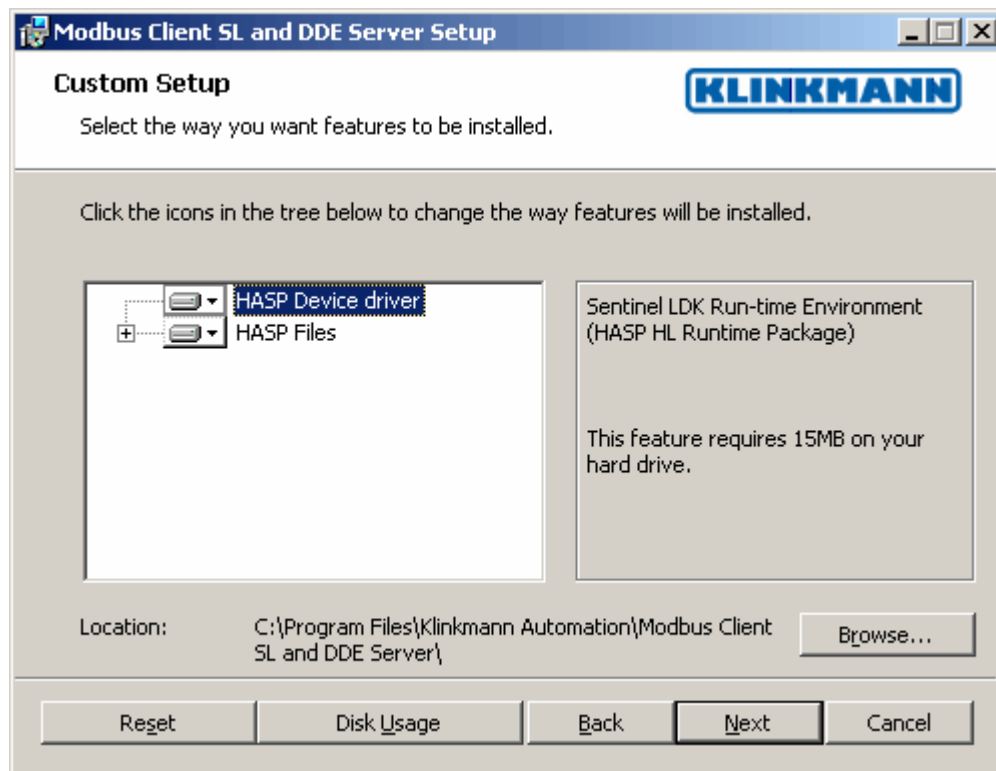 Modbus Client SL and DDE Server Setup
Custom Setup
KLINKMANN
Select the way you want features to be installed.
Click the icons in the tree below to change the way features will be installed.
HASP Device driver
HASP Files
Sentinel LDK Run-time Environment
(HASP HL Runtime Package)
This feature requires 15MB on your
hard drive.
Location:
C:\Program Files\Klinkmann Automation\Modbus Client
SL and DDE Server\
Browse...
Reset
Disk Usage
Back
Next
Cancel